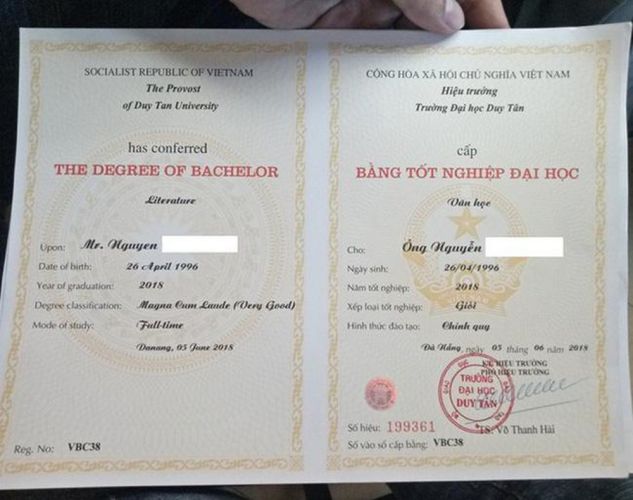 SOCIALIST REPUBLIC OF VIETNAM
The Provost
of Duy Tan University
has conferred
THE DEGREE OF BACHELOR
Literature
Upon: Mr. Nguyen
Date of birth: 26 April 1996
Year of graduation: 2018
Degree classification: Magna Cum Laude (Very Good)
Mode of study: Full-time
Danang, 05 June 2018
Reg. No: VBC38
CỘNG HÒA XÃ HỘI CHỦ NGHĨA VIỆT NAM
Hiệu trưởng
Trường Đại học Duy Tân
cấp
BẰNG TỐT NGHIỆP ĐẠI HỌC
Văn học
Cho: Ông Nguyễn
Ngày sinh: 26/04/1996
Năm tốt nghiệp: 2018
Xếp loại tốt nghiệp: Giỏi
Hình thức đào tạo: Chính quy
Đà Nẵng, ngày 05 tháng 06 năm 2018
KT. HIỆU TRƯỞNG
PHÓ HIỆU TRƯỞNG
TRƯỜNG
ĐẠI HỌC
DUY TÂN
TS. Võ Thanh Hải
Số hiệu: 199361
Số vào sổ cấp bằng: VBC38